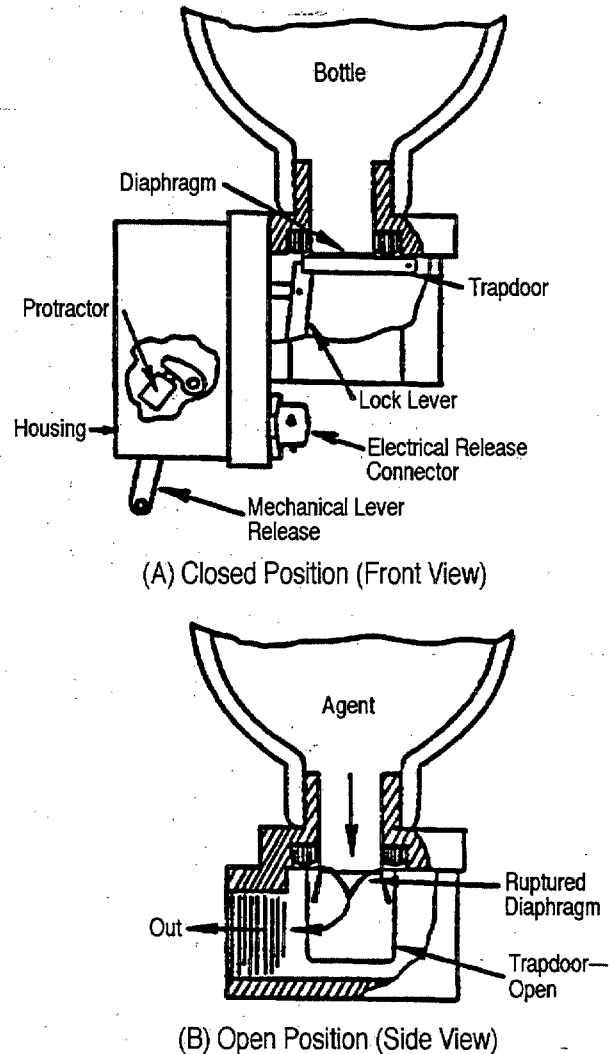 Bottle
Diaphragm
Trapdoor
Protractor
Lock Lever
Housing
Electrical Release
Connector
Mechanical Lever
Release
(A) Closed Position (Front View)
Agent
Ruptured
Diaphragm
Out
Trapdoor—
Open
(B) Open Position (Side View)